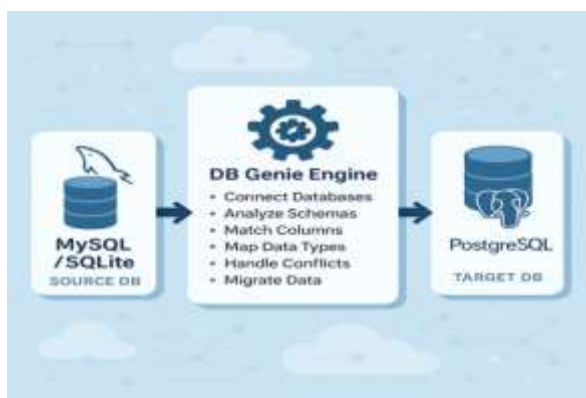 MySQL
/SQLite
SOURCE DB
DB Genie Engine
• Connect Databases
• Analyze Schemas
• Match Columns
• Map Data Types
• Handle Conflicts
• Migrate Data
PostgreSQL
TARGET DB